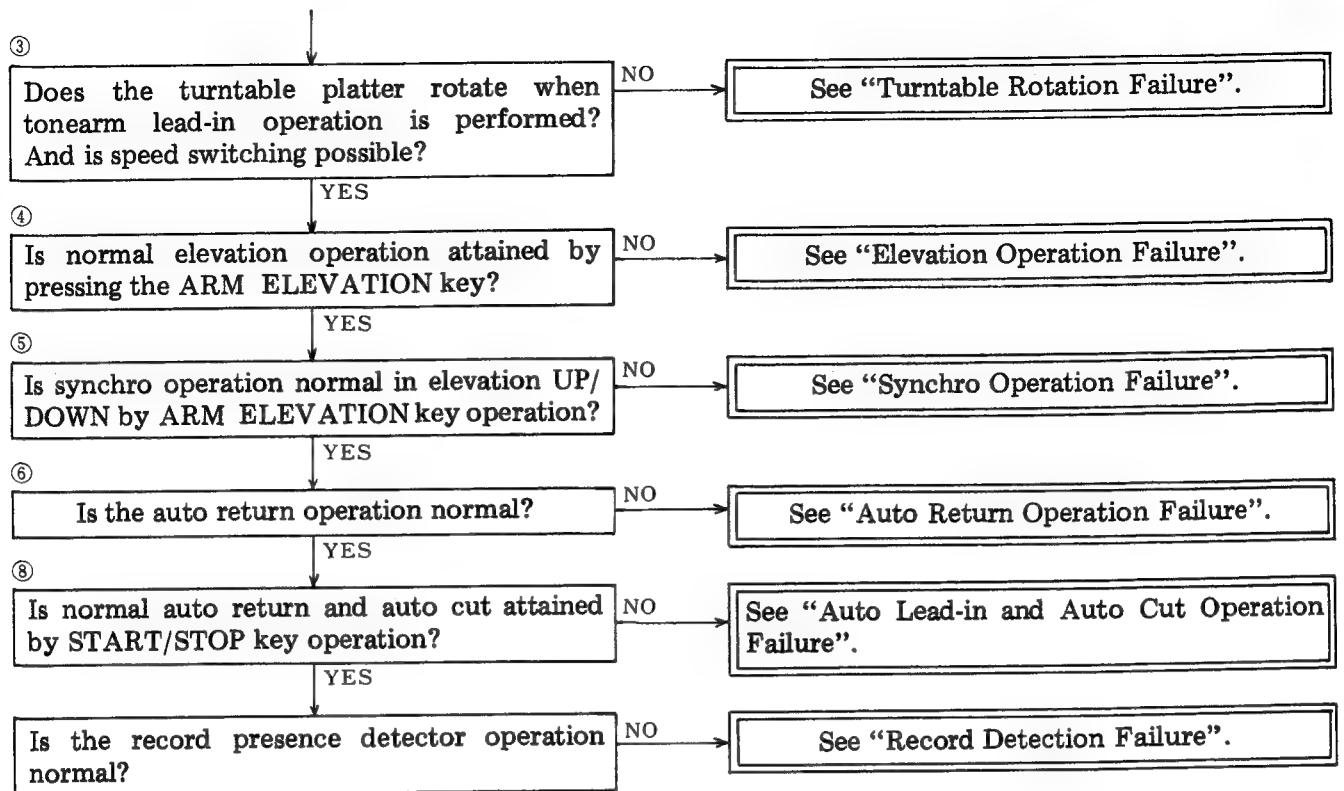 ③
Does the turntable platter rotate when
tonearm lead-in operation is performed?
And is speed switching possible?
NO
See “Turntable Rotation Failure”.
YES
④
Is normal elevation operation attained by
pressing the ARM ELEVATION key?
NO
See “Elevation Operation Failure”.
YES
⑤
Is synchro operation normal in elevation UP/
DOWN by ARM ELEVATION key operation?
NO
See “Synchro Operation Failure”.
YES
⑥
Is the auto return operation normal?
NO
See “Auto Return Operation Failure”.
YES
⑧
Is normal auto return and auto cut attained
by START/STOP key operation?
NO
See “Auto Lead-in and Auto Cut Operation
Failure”.
YES
Is the record presence detector operation
normal?
NO
See “Record Detection Failure”.